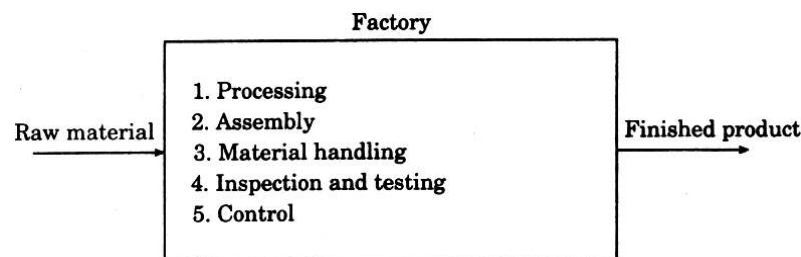 Factory
Raw material
1. Processing
2. Assembly
3. Material handling
4. Inspection and testing
5. Control
Finished product